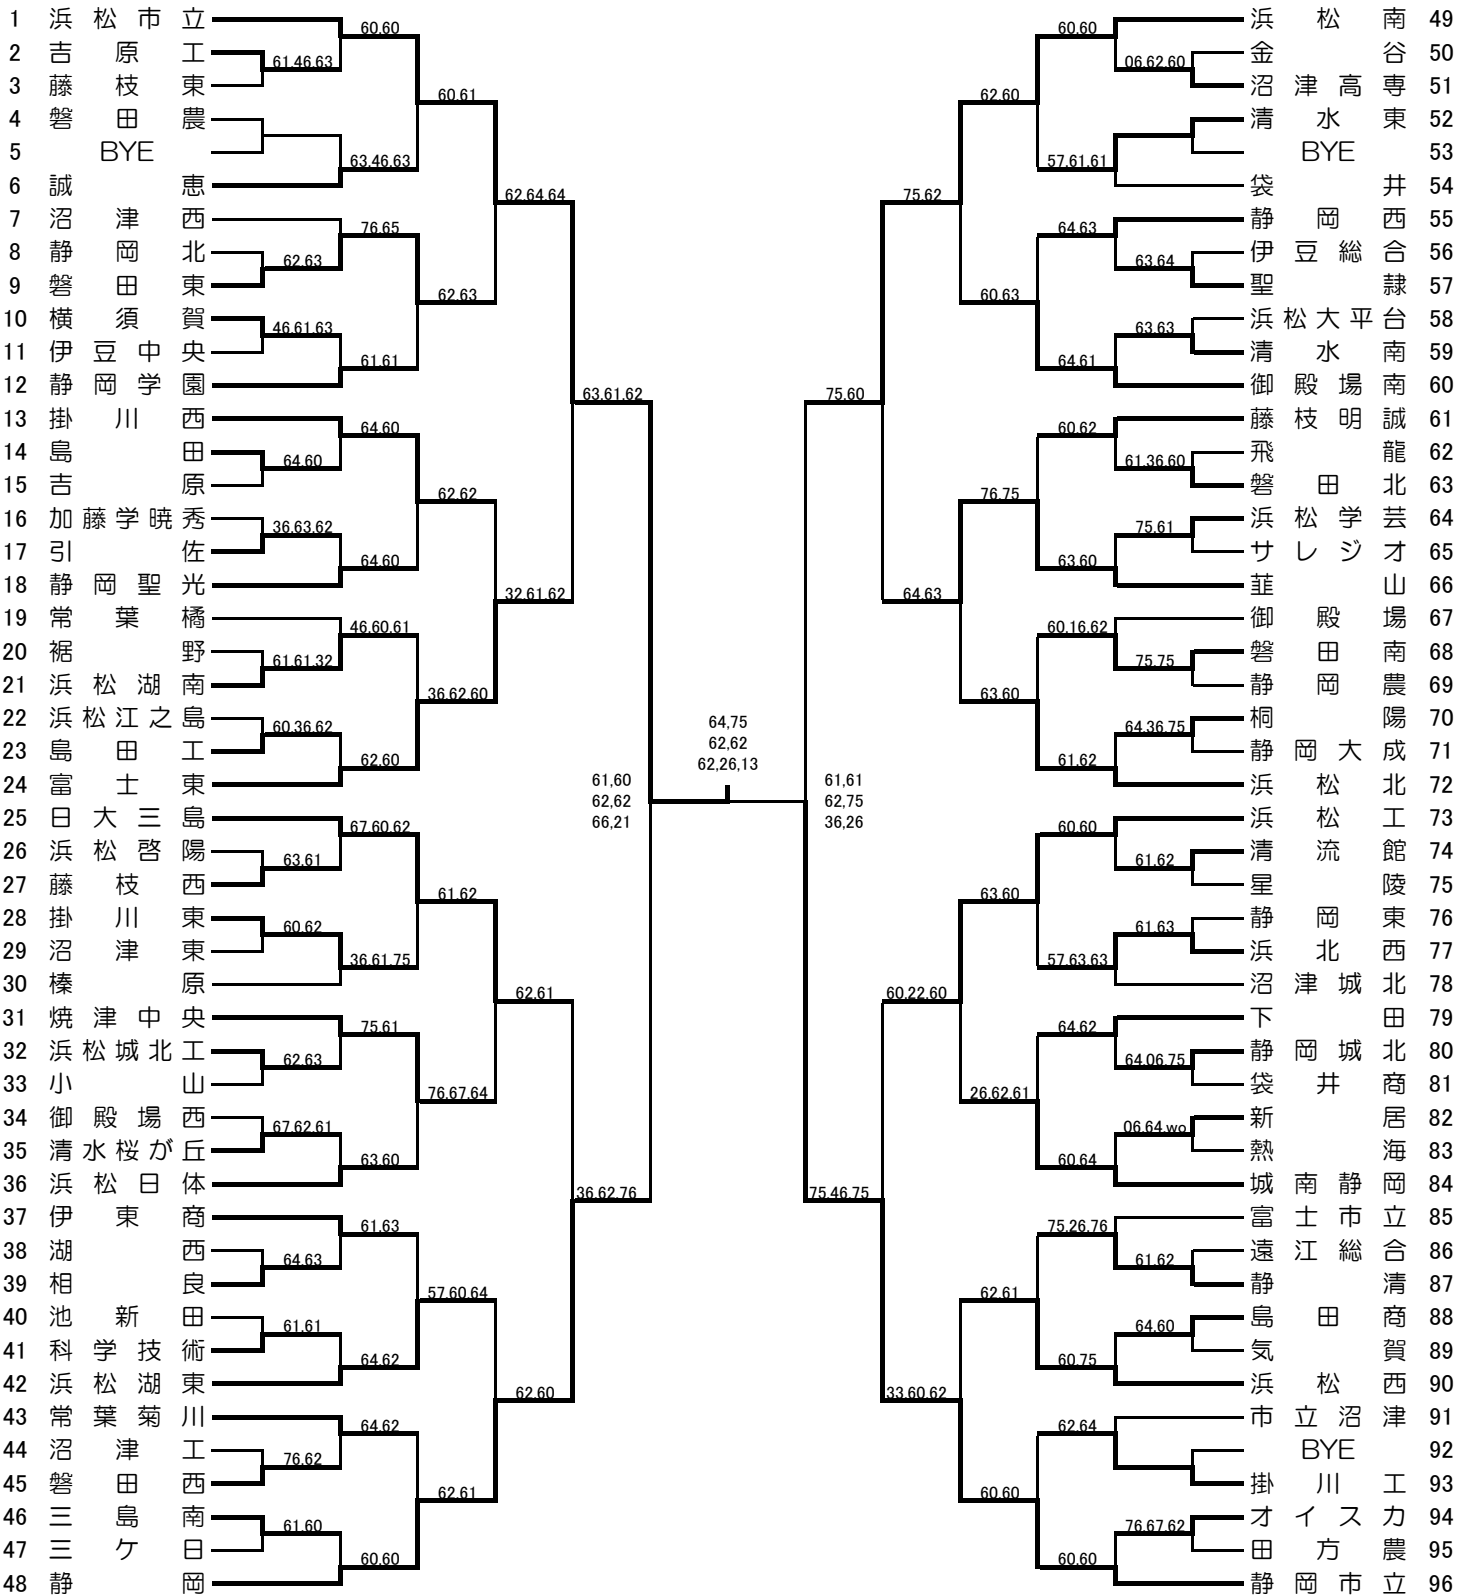 1 浜松市立
2 吉原工
3 藤枝東
4 磐田農
5 BYE
6 誠恵
7 沼津西
8 静岡北
9 磐田東
10 横須賀
11 伊豆中央
12 静岡学園
13 掛川西
14 島田
15 吉原
16 加藤学暁秀
17 引佐
18 静岡聖光
19 常葉橘
20 裾野
21 浜松湖南
22 浜松江之島
23 島田工
24 富士東
25 日大三島
26 浜松啓陽
27 藤枝西
28 掛川東
29 沼津東
30 榛原
31 焼津中央
32 浜松城北工
33 小山
34 御殿場西
35 清水桜が丘
36 浜松日体
37 伊東商
38 湖西
39 相良
40 池新田
41 科学技術
42 浜松湖東
43 常葉菊川
44 沼津工
45 磐田西
46 三島南
47 三ケ日
48 静岡
61.46.63
62.63
46.61.63
64.60
36.63.62
61.61.32
60.36.62
63.61
60.62
62.63
67.62.61
64.63
61.61
76.62
61.60
60.60
63.46.63
76.65
61.61
64.60
64.60
46.60.61
62.60
67.60.62
36.61.75
75.61
63.60
61.63
64.62
64.62
60.60
60.61
62.63
62.62
36.62.60
61.62
76.67.64
57.60.64
62.61
62.64.64
32.61.62
62.61
62.60
63.61.62
36.62.76
61,60
62,62
66,21
64,75
62,62
62,26,13
61,61
62,75
36,26
75.60
75.46.75
75.62
64.63
60.22.60
33.60.62
62.60
60.63
76.75
63.60
63.60
26.62.61
62.61
60.60
60.60
57.61.61
64.63
64.61
60.62
63.60
60.16.62
61.62
60.60
57.63.63
64.62
60.64
75.26.76
60.75
62.64
60.60
06.62.60
63.64
63.63
61.36.60
75.61
75.75
64.36.75
61.62
61.63
64.06.75
06.64.wo
61.62
64.60
76.67.62
浜松南 49
金谷 50
沼津高専 51
清水東 52
BYE 53
袋井 54
静岡西 55
伊豆総合 56
聖隷 57
浜松大平台 58
清水南 59
御殿場南 60
藤枝明誠 61
飛龍 62
磐田北 63
浜松学芸 64
サレジオ 65
韮山 66
御殿場 67
磐田南 68
静岡農 69
桐陽 70
静岡大成 71
浜松北 72
浜松工 73
清流館 74
星陵 75
静岡東 76
浜北西 77
沼津城北 78
下田 79
静岡城北 80
袋井商 81
新居 82
熱海 83
城南静岡 84
富士市立 85
遠江総合 86
静清 87
島田商 88
気賀 89
浜松西 90
市立沼津 91
BYE 92
掛川工 93
オイスカ 94
田方農 95
静岡市立 96